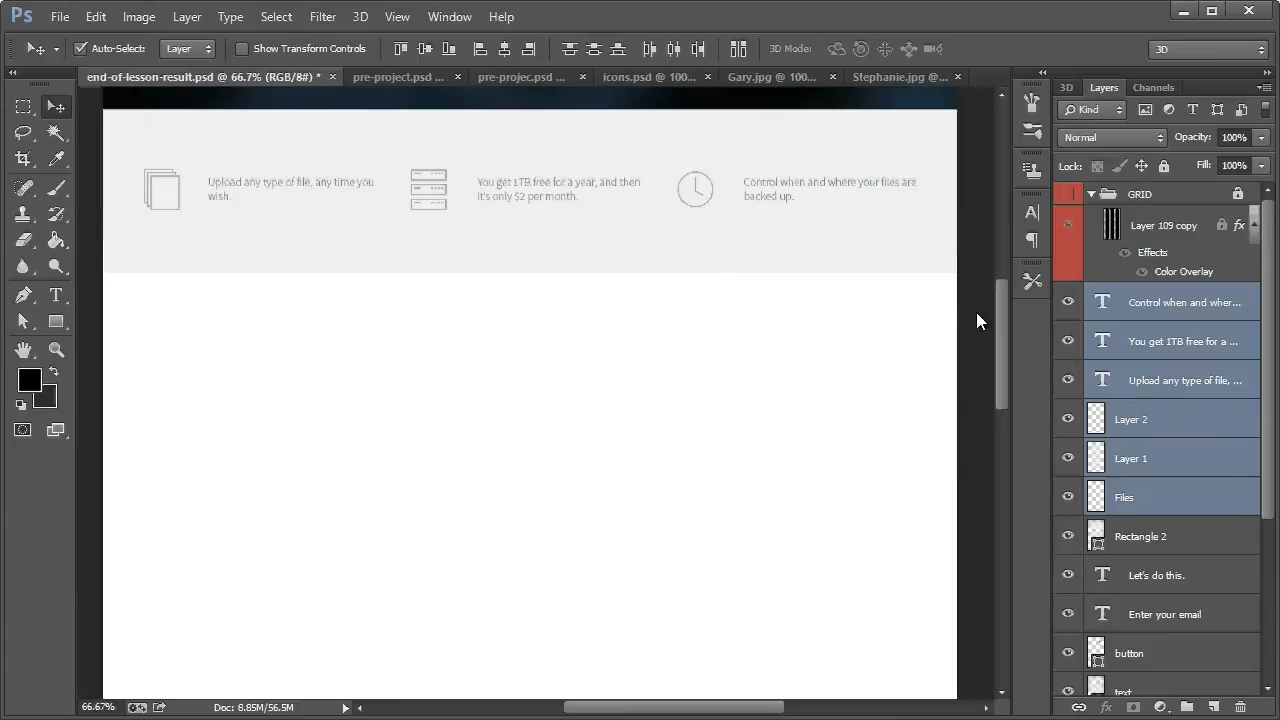 Ps File Edit Image Layer Type Select Filter 3D View Window Help
Auto-Select: Layer Show Transform Controls 3D Mode: 3D
end-of-lesson-result.psd @ 66.7% (RGB/8#) * × pre-project.psd ... × pre-projec.psd ... × icons.psd @ 100... × Gary.jpg @ 100... × Stephanie.jpg @... ×
3D Layers Channels
Kind
Normal Opacity: 100%
Lock: Fill: 100%
GRID
Layer 109 copy fx
Effects
Color Overlay
Control when and wher...
You get 1TB free for a ...
Upload any type of file, ...
Layer 2
Layer 1
Files
Rectangle 2
Let's do this.
Enter your email
button
text
Upload any type of file, any time you
wish.
You get 1TB free for a year, and then
it's only $2 per month.
Control when and where your files are
backed up.
66.67% Doc: 8.85M/56.5M